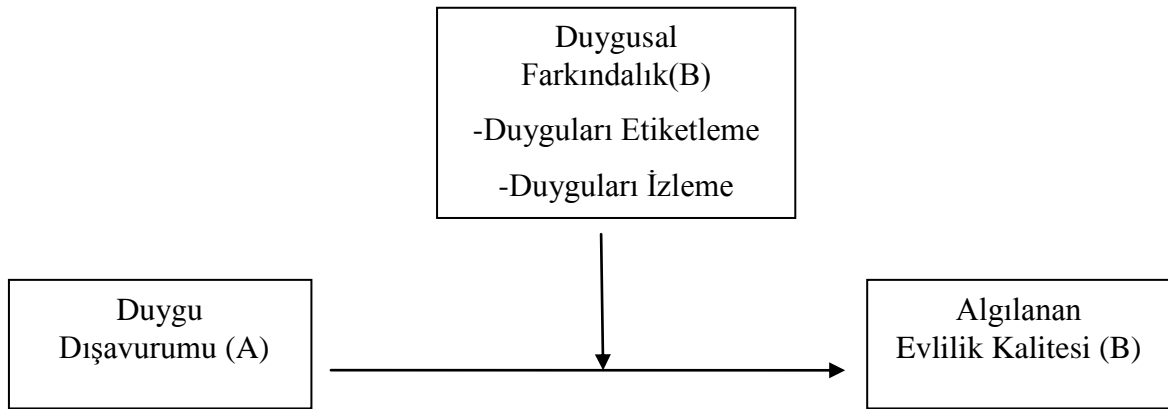 Duygusal
Farkındalık(B)
-Duyguları Etiketleme
-Duyguları İzleme
Duygu
Dışavurumu (A)
Algılanan
Evlilik Kalitesi (B)